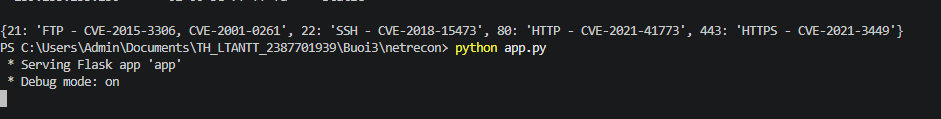 {21: 'FTP - CVE-2015-3306, CVE-2001-0261', 22: 'SSH - CVE-2018-15473', 80: 'HTTP - CVE-2021-41773', 443: 'HTTPS - CVE-2021-3449'}
PS C:\Users\Admin\Documents\TH_LTANTT_2387701939\Buoi3\netrecon> python app.py
 * Serving Flask app 'app'
 * Debug mode: on